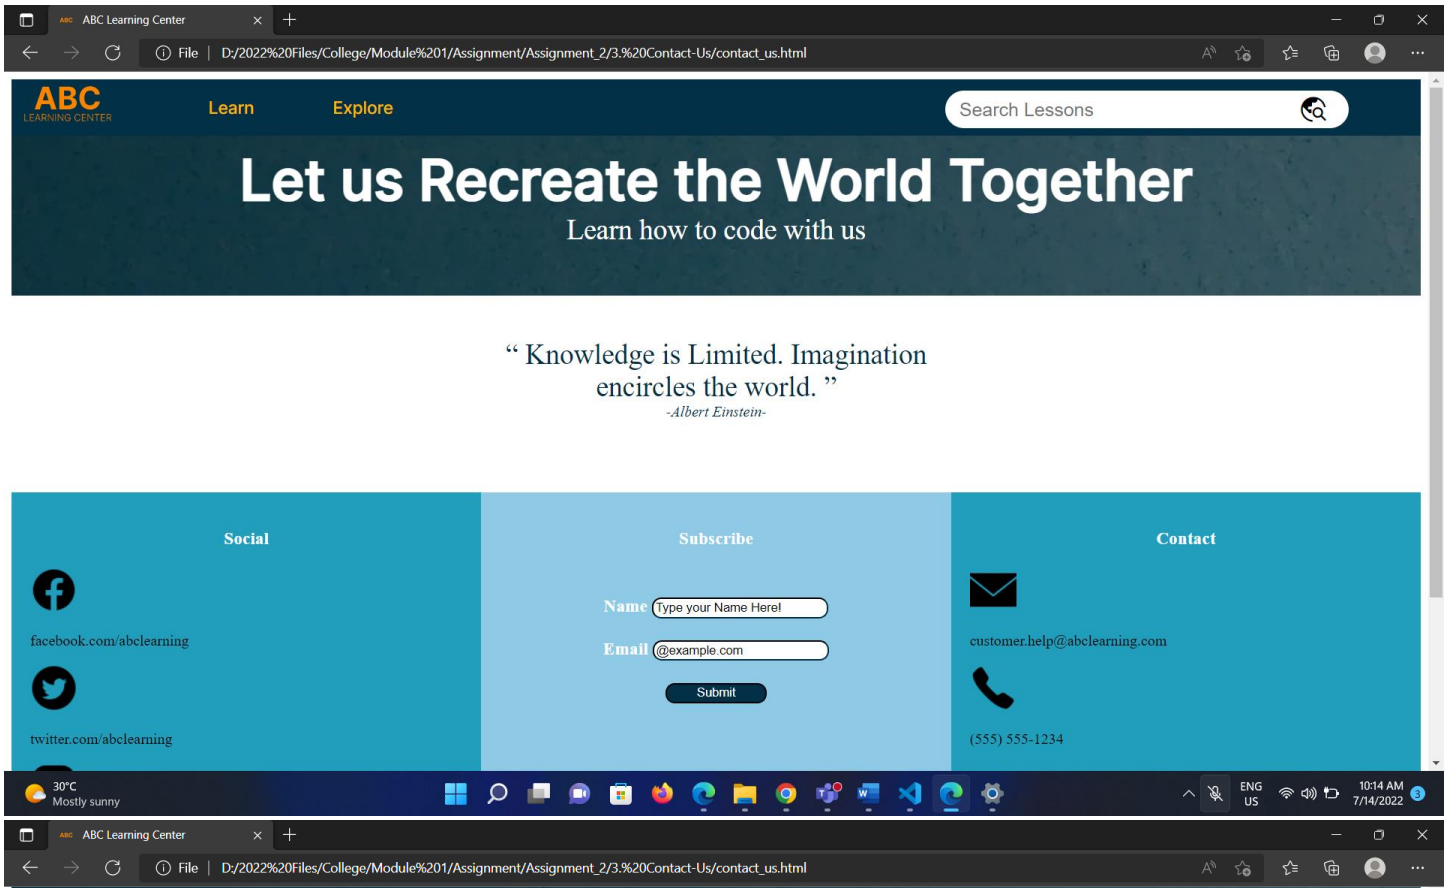 ABC ABC Learning Center
File | D:/2022%20Files/College/Module%201/Assignment/Assignment_2/3.%20Contact-Us/contact_us.html
ABC
LEARNING CENTER
Learn Explore Search Lessons
Let us Recreate the World Together
Learn how to code with us
“ Knowledge is Limited. Imagination
encircles the world. ”
-Albert Einstein-
Social Subscribe Contact
Name Type your Name Here!
facebook.com/abclearning
Email @example.com
customer.help@abclearning.com
Submit
twitter.com/abclearning
(555) 555-1234
30°C
Mostly sunny
ENG
US
10:14 AM
7/14/2022
3
ABC ABC Learning Center
File | D:/2022%20Files/College/Module%201/Assignment/Assignment_2/3.%20Contact-Us/contact_us.html